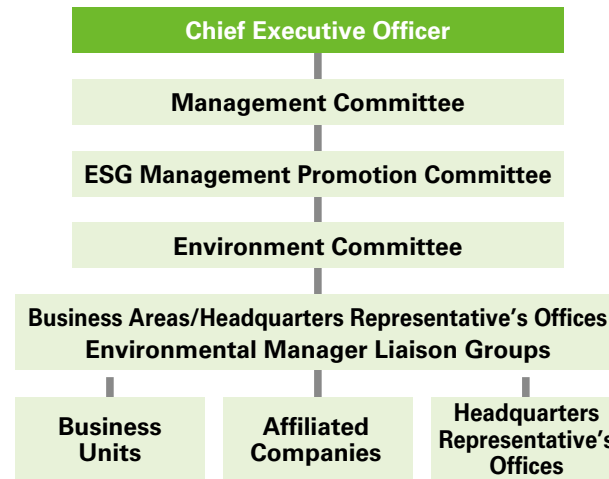 Chief Executive Officer
Management Committee
ESG Management Promotion Committee
Environment Committee
Business Areas/Headquarters Representative's Offices
Environmental Manager Liaison Groups
Business
Units
Affiliated
Companies
Headquarters
Representative's
Offices